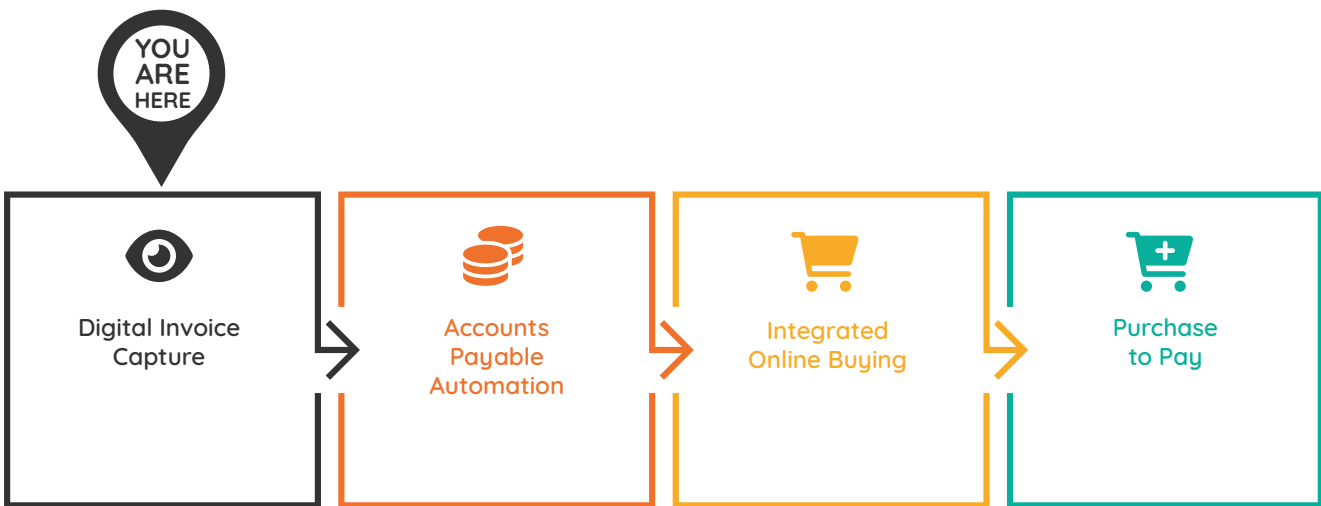 YOU
ARE
HERE
Digital Invoice
Capture
Accounts
Payable
Automation
Integrated
Online Buying
Purchase
to Pay